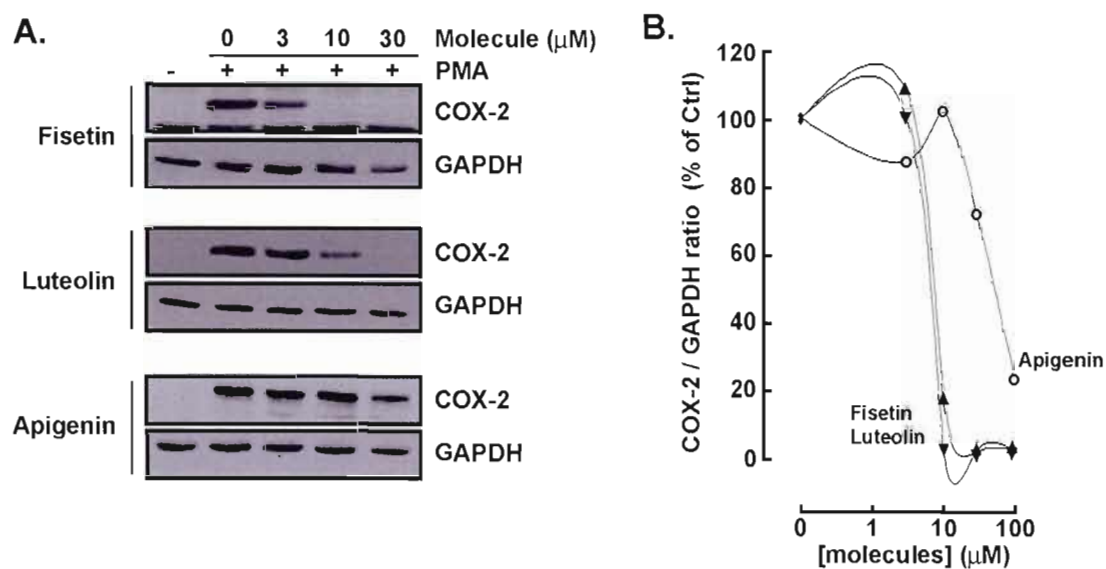 A.
0 3 10 30 Molecule (µM)
- + + + + PMA
Fisetin
COX-2
GAPDH
Luteolin
COX-2
GAPDH
Apigenin
COX-2
GAPDH
B.
COX-2 / GAPDH ratio (% of Ctrl)
120
100
80
60
40
20
0
Apigenin
Fisetin
Luteolin
0 1 10 100
[molecules] (µM)